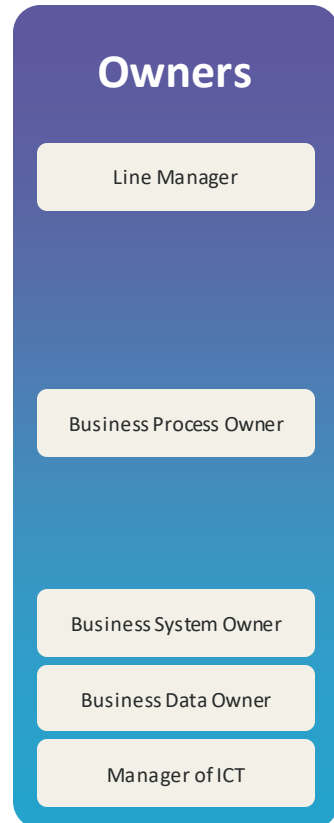 Owners
Line Manager
Business Process Owner
Business System Owner
Business Data Owner
Manager of ICT